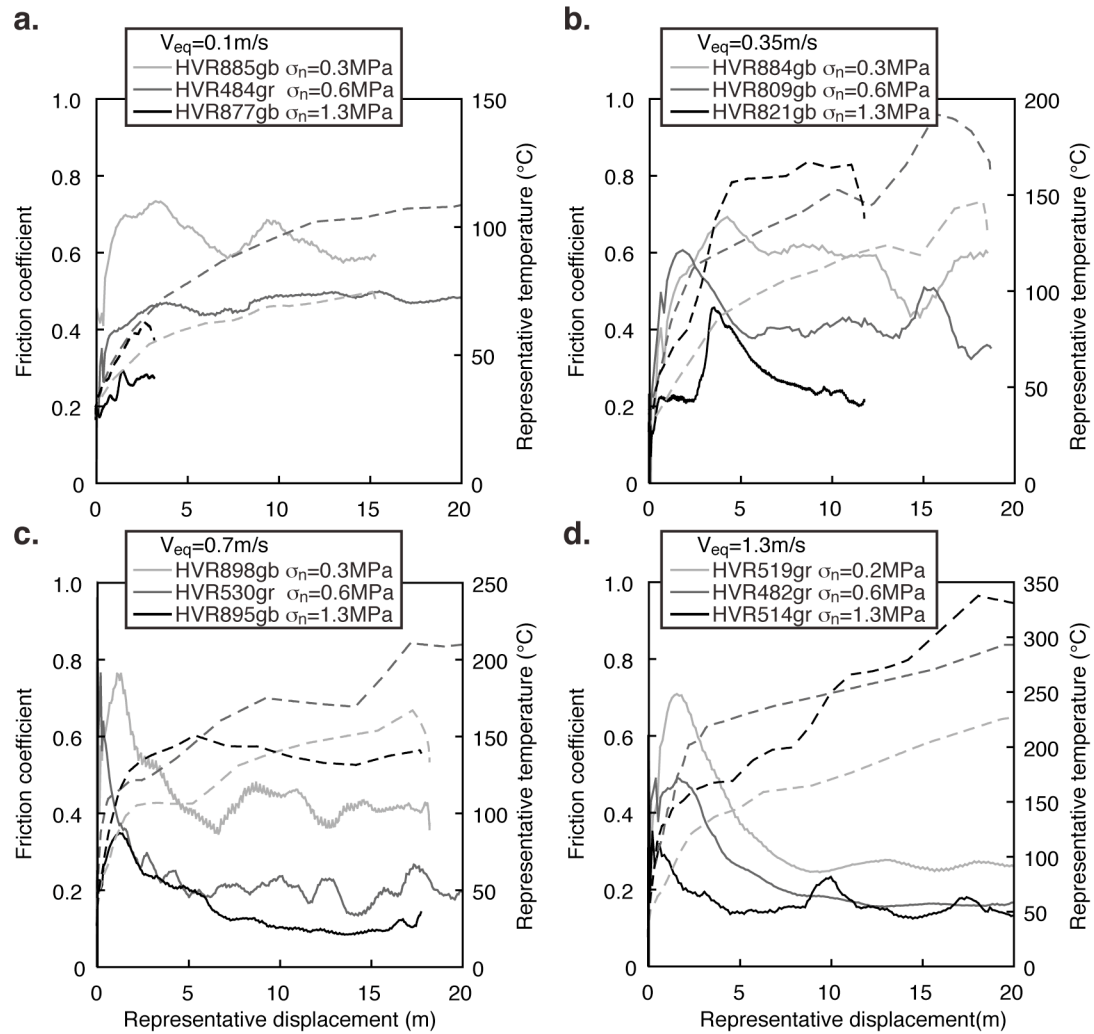 a.
V_eq=0.1m/s
HVR885gb σn=0.3MPa
HVR484gr σn=0.6MPa
HVR877gb σn=1.3MPa
1.0
0.8
0.6
0.4
0.2
0
Friction coefficient
150
100
50
0
Representative temperature (°C)
0 5 10 15 20
b.
V_eq=0.35m/s
HVR884gb σn=0.3MPa
HVR809gb σn=0.6MPa
HVR821gb σn=1.3MPa
1.0
0.8
0.6
0.4
0.2
0
Friction coefficient
200
150
100
50
0
Representative temperature (°C)
0 5 10 15 20
c.
V_eq=0.7m/s
HVR898gb σn=0.3MPa
HVR530gr σn=0.6MPa
HVR895gb σn=1.3MPa
1.0
0.8
0.6
0.4
0.2
0
Friction coefficient
250
200
150
100
50
0
Representative temperature (°C)
0 5 10 15 20
Representative displacement (m)
d.
V_eq=1.3m/s
HVR519gr σn=0.2MPa
HVR482gr σn=0.6MPa
HVR514gr σn=1.3MPa
1.0
0.8
0.6
0.4
0.2
0
Friction coefficient
350
300
250
200
150
100
50
0
Representative temperature (°C)
0 5 10 15 20
Representative displacement(m)